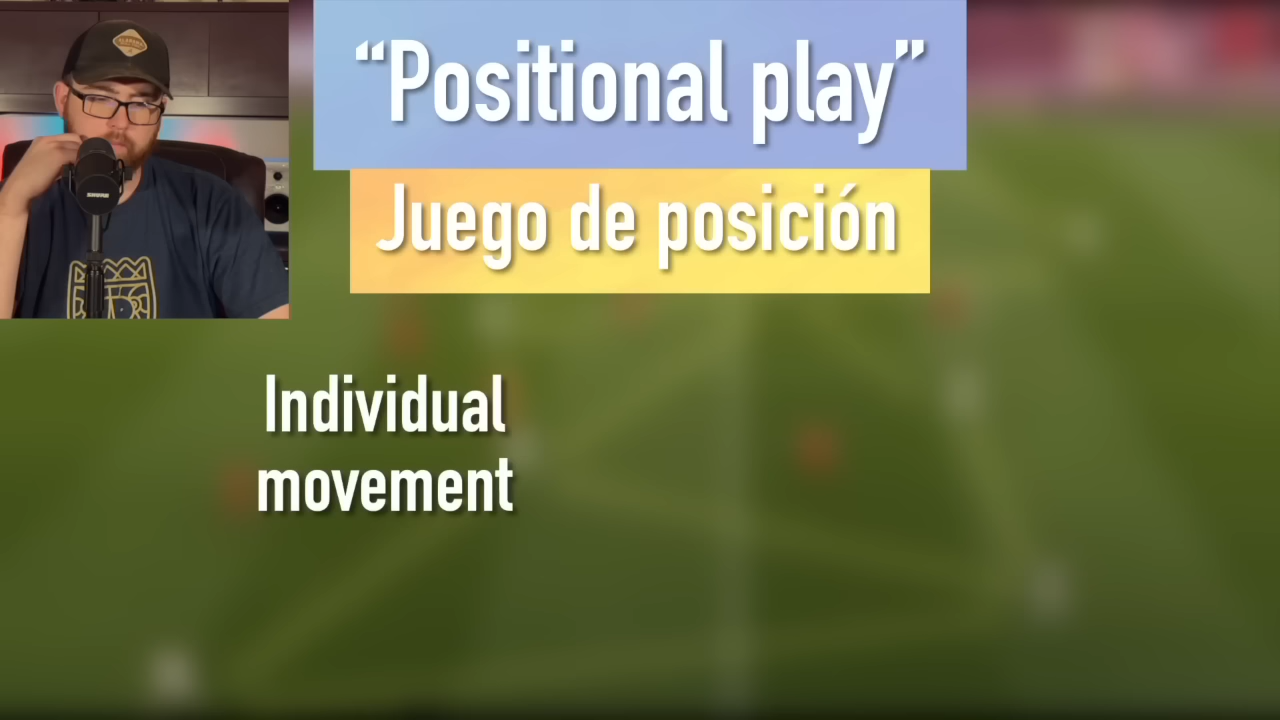 “Positional play”
Juego de posición
Individual
movement